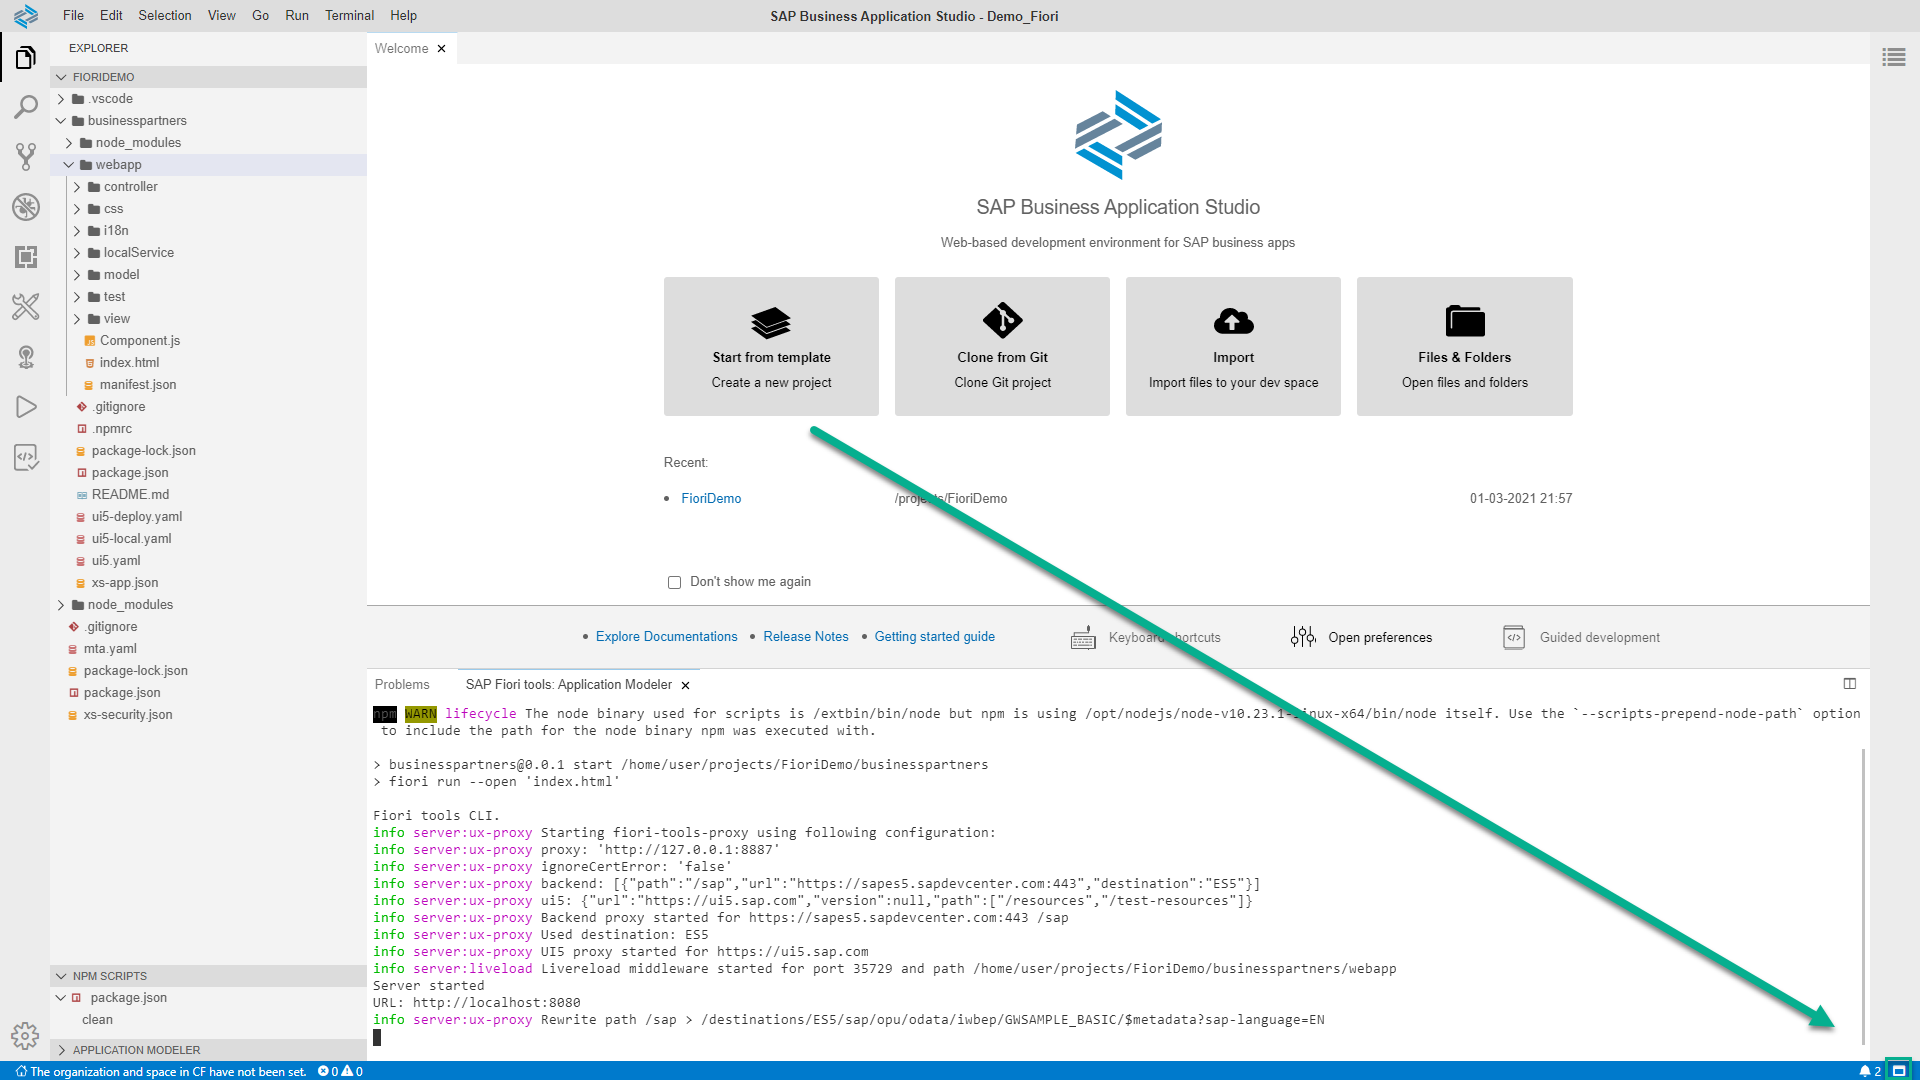 File Edit Selection View Go Run Terminal Help
SAP Business Application Studio - Demo_Fiori
EXPLORER
FIORIDEMO
.vscode
businesspartners
node_modules
webapp
controller
css
i18n
localService
model
test
view
Component.js
index.html
manifest.json
.gitignore
.npmrc
package-lock.json
package.json
README.md
ui5-deploy.yaml
ui5-local.yaml
ui5.yaml
xs-app.json
node_modules
.gitignore
mta.yaml
package-lock.json
package.json
xs-security.json
NPM SCRIPTS
package.json
clean
APPLICATION MODELER
Welcome
SAP Business Application Studio
Web-based development environment for SAP business apps
Start from template
Create a new project
Clone from Git
Clone Git project
Import
Import files to your dev space
Files & Folders
Open files and folders
Recent:
• FioriDemo /projects/FioriDemo 01-03-2021 21:57
Don't show me again
• Explore Documentations • Release Notes • Getting started guide
Keyboard shortcuts Open preferences Guided development
Problems SAP Fiori tools: Application Modeler
npm WARN lifecycle The node binary used for scripts is /extbin/bin/node but npm is using /opt/nodejs/node-v10.23.1-linux-x64/bin/node itself. Use the `--scripts-prepend-node-path` option
to include the path for the node binary npm was executed with.
> businesspartners@0.0.1 start /home/user/projects/FioriDemo/businesspartners
> fiori run --open 'index.html'
Fiori tools CLI.
info server:ux-proxy Starting fiori-tools-proxy using following configuration:
info server:ux-proxy proxy: 'http://127.0.0.1:8887'
info server:ux-proxy ignoreCertError: 'false'
info server:ux-proxy backend: [{"path":"/sap","url":"https://sapes5.sapdevcenter.com:443","destination":"ES5"}]
info server:ux-proxy ui5: {"url":"https://ui5.sap.com","version":null,"path":["/resources","/test-resources"]}
info server:ux-proxy Backend proxy started for https://sapes5.sapdevcenter.com:443 /sap
info server:ux-proxy Used destination: ES5
info server:ux-proxy UI5 proxy started for https://ui5.sap.com
info server:liveload Livereload middleware started for port 35729 and path /home/user/projects/FioriDemo/businesspartners/webapp
Server started
URL: http://localhost:8080
info server:ux-proxy Rewrite path /sap > /destinations/ES5/sap/opu/odata/iwbep/GWSAMPLE_BASIC/$metadata?sap-language=EN
The organization and space in CF have not been set. 0 0 2